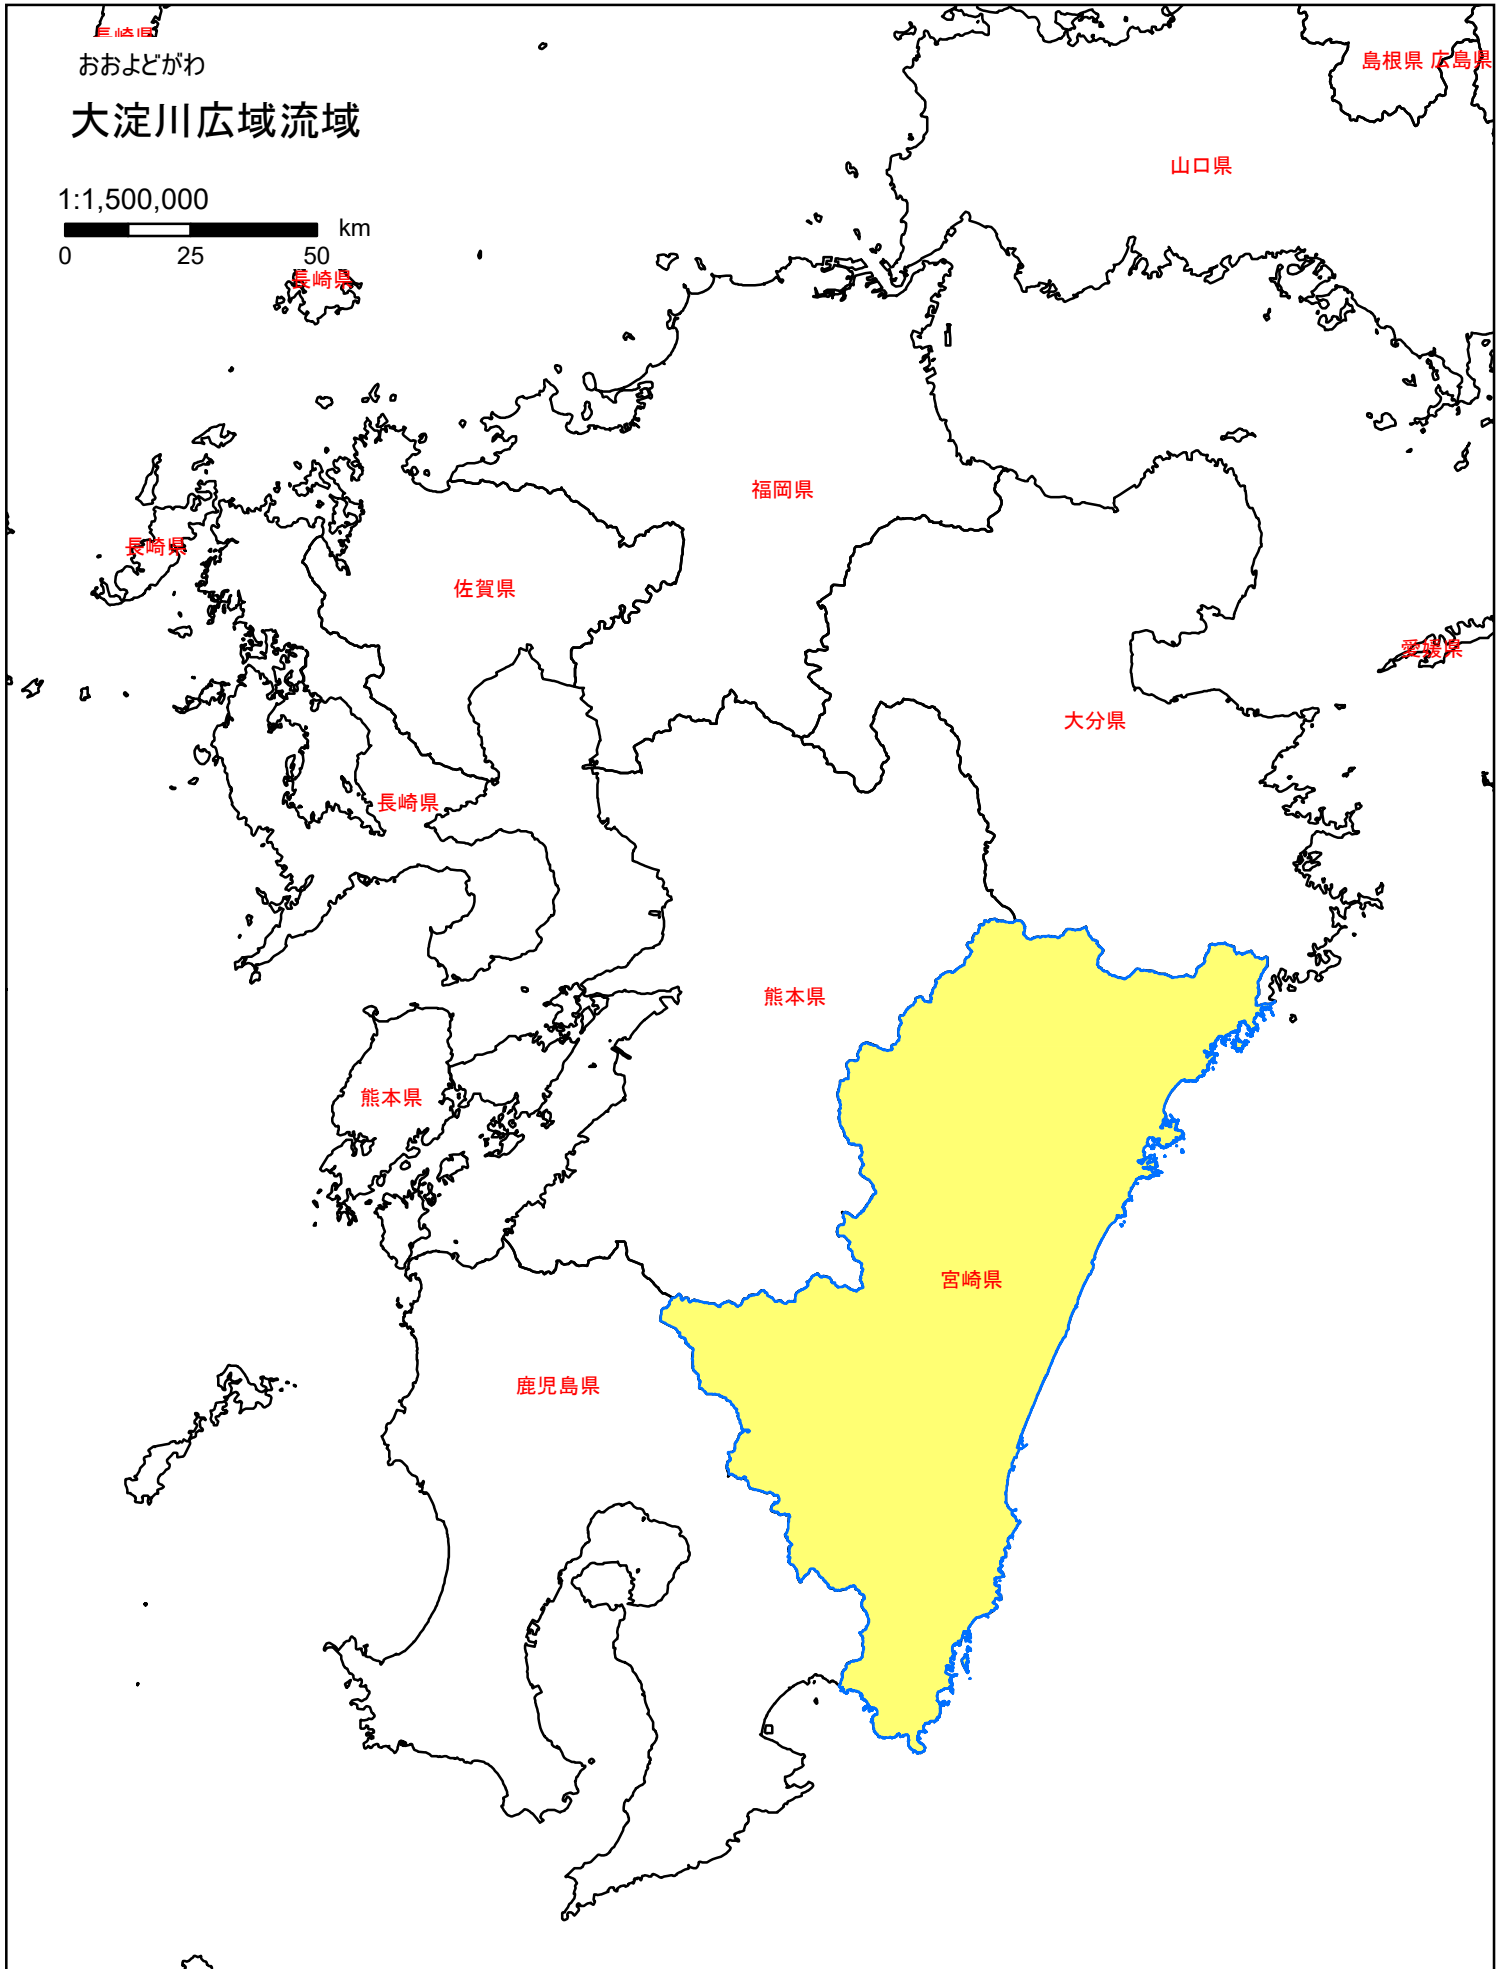 長崎県
おおよどがわ
大淀川広域流域
1:1,500,000
km
0 25 50
長崎県
島根県 広島県
山口県
福岡県
長崎県
佐賀県
愛媛県
大分県
長崎県
熊本県
熊本県
宮崎県
鹿児島県